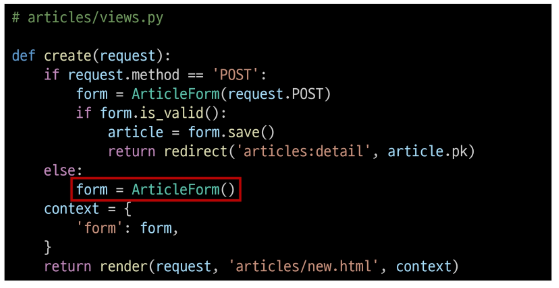 # articles/views.py
def create(request):
    if request.method == 'POST':
        form = ArticleForm(request.POST)
        if form.is_valid():
            article = form.save()
            return redirect('articles:detail', article.pk)
    else:
        form = ArticleForm()
    context = {
        'form': form,
    }
    return render(request, 'articles/new.html', context)